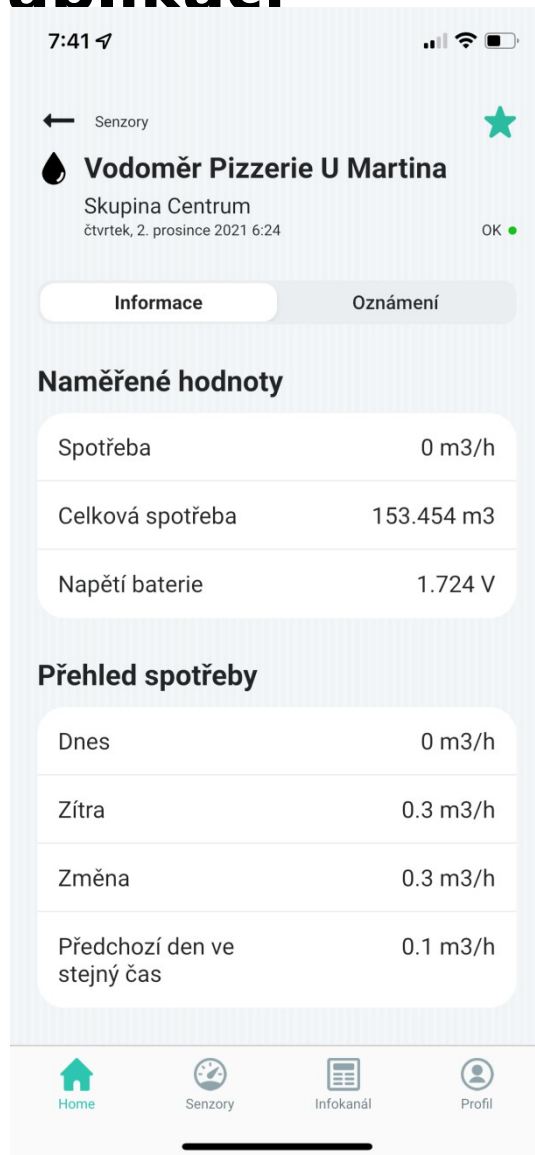 aplikaci
7:41
Senzory
Vodoměr Pizzerie U Martina
Skupina Centrum
čtvrtek, 2. prosince 2021 6:24
OK
Informace
Oznámení
Naměřené hodnoty
Spotřeba 0 m3/h
Celková spotřeba 153.454 m3
Napětí baterie 1.724 V
Přehled spotřeby
Dnes 0 m3/h
Zítra 0.3 m3/h
Změna 0.3 m3/h
Předchozí den ve 0.1 m3/h
stejný čas
Home
Senzory
Infokanál
Profil